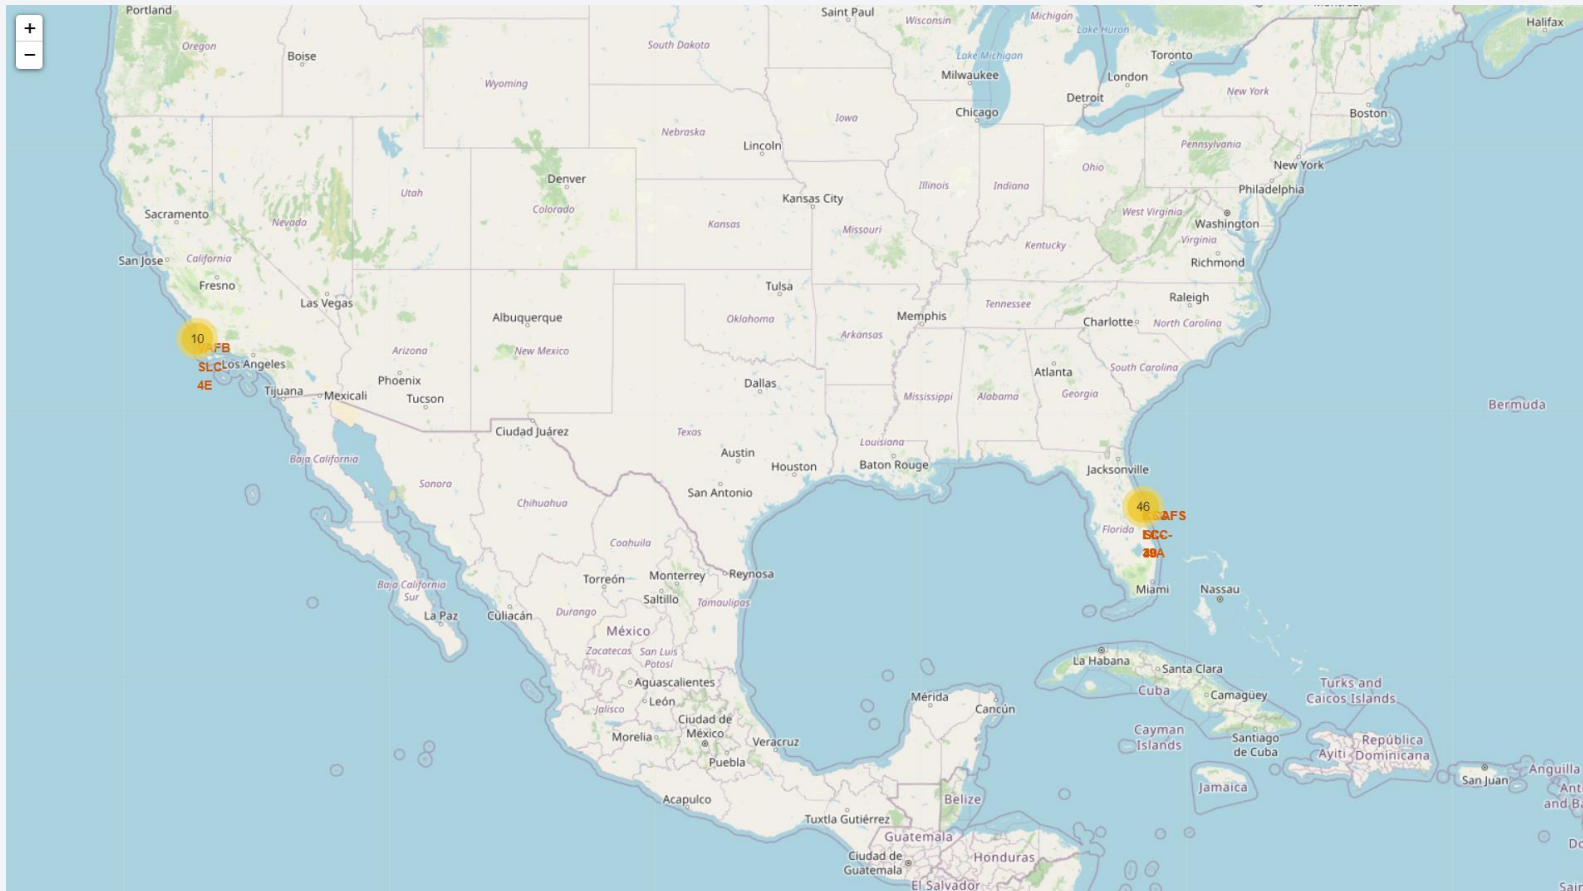 +
−
Portland
Saint Paul
Wisconsin
Michigan
Halifax
Oregon
Boise
South Dakota
Lake Huron
Lake Michigan
Toronto
Milwaukee
London
Wyoming
New York
Detroit
Chicago
Iowa
Boston
Nebraska
Lincoln
Pennsylvania
Ohio
New York
Denver
Utah
Illinois
Indiana
Philadelphia
Kansas City
Colorado
Sacramento
Nevada
Kansas
Missouri
West Virginia
Washington
Virginia
Kentucky
San Jose
California
Richmond
Fresno
Las Vegas
Tulsa
Raleigh
Tennessee
Albuquerque
Oklahoma
Memphis
Charlotte
North Carolina
10
Arkansas
AFB
Arizona
New Mexico
SLC-
Los Angeles
South Carolina
Atlanta
4E
Phoenix
Dallas
Tijuana
Mexicali
Tucson
Mississippi
Alabama
Georgia
Bermuda
Ciudad Juárez
Texas
Louisiana
Austin
Baja California
Houston
Baton Rouge
Jacksonville
Sonora
San Antonio
Chihuahua
46
AFS
Florida
Coahuila
Torreón
Monterrey
Reynosa
Baja California
Sur
Saltillo
Tamaulipas
Miami
Nassau
La Paz
Culiacán
Durango
México
Zacatecas
San Luis
Potosí
La Habana
Santa Clara
Aguascalientes
Cuba
Camagüey
Turks and
Caicos Islands
León
Mérida
Cancún
Jalisco
Ciudad de
México
Morelia
Veracruz
Cayman
Islands
Santiago
de Cuba
Ayiti
República
Dominicana
Puebla
San Juan
Anguilla
Jamaica
Acapulco
Belize
Tuxtla Gutiérrez
Guatemala
Ciudad de
Guatemala
Honduras
El Salvador